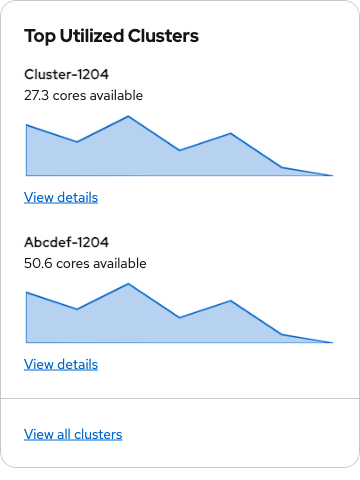 Top Utilized Clusters
Cluster-1204
27.3 cores available
View details
Abcdef-1204
50.6 cores available
View details
View all clusters